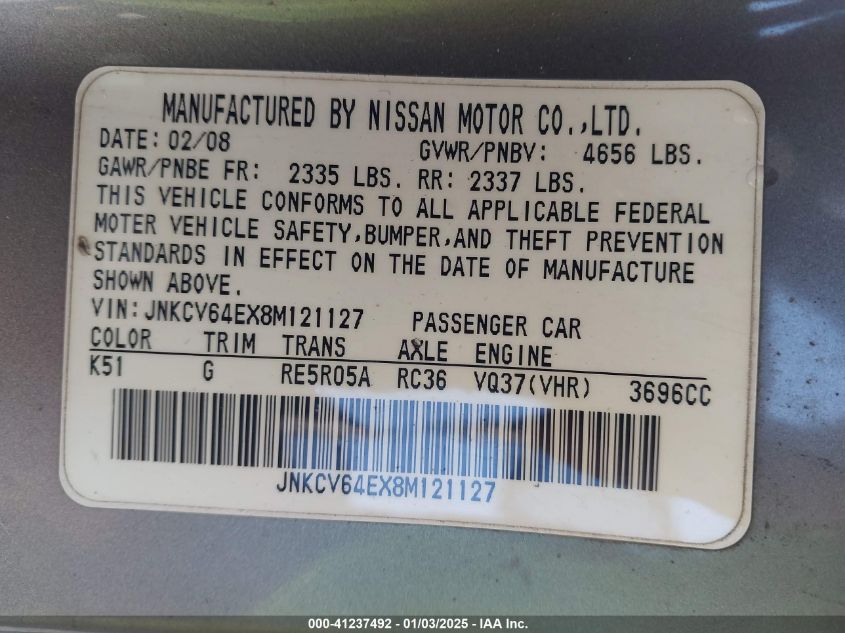 MANUFACTURED BY NISSAN MOTOR CO.,LTD.
DATE: 02/08 GVWR/PNBV: 4656 LBS.
GAWR/PNBE FR: 2335 LBS. RR: 2337 LBS.
THIS VEHICLE CONFORMS TO ALL APPLICABLE FEDERAL
MOTER VEHICLE SAFETY,BUMPER,AND THEFT PREVENTION
STANDARDS IN EFFECT ON THE DATE OF MANUFACTURE
SHOWN ABOVE.
VIN:JNKCV64EX8M121127 PASSENGER CAR
COLOR TRIM TRANS AXLE ENGINE
K51 G RE5R05A RC36 VQ37(VHR) 3696CC
JNKCV64EX8M121127
000-41237492 - 01/03/2025 - IAA Inc.